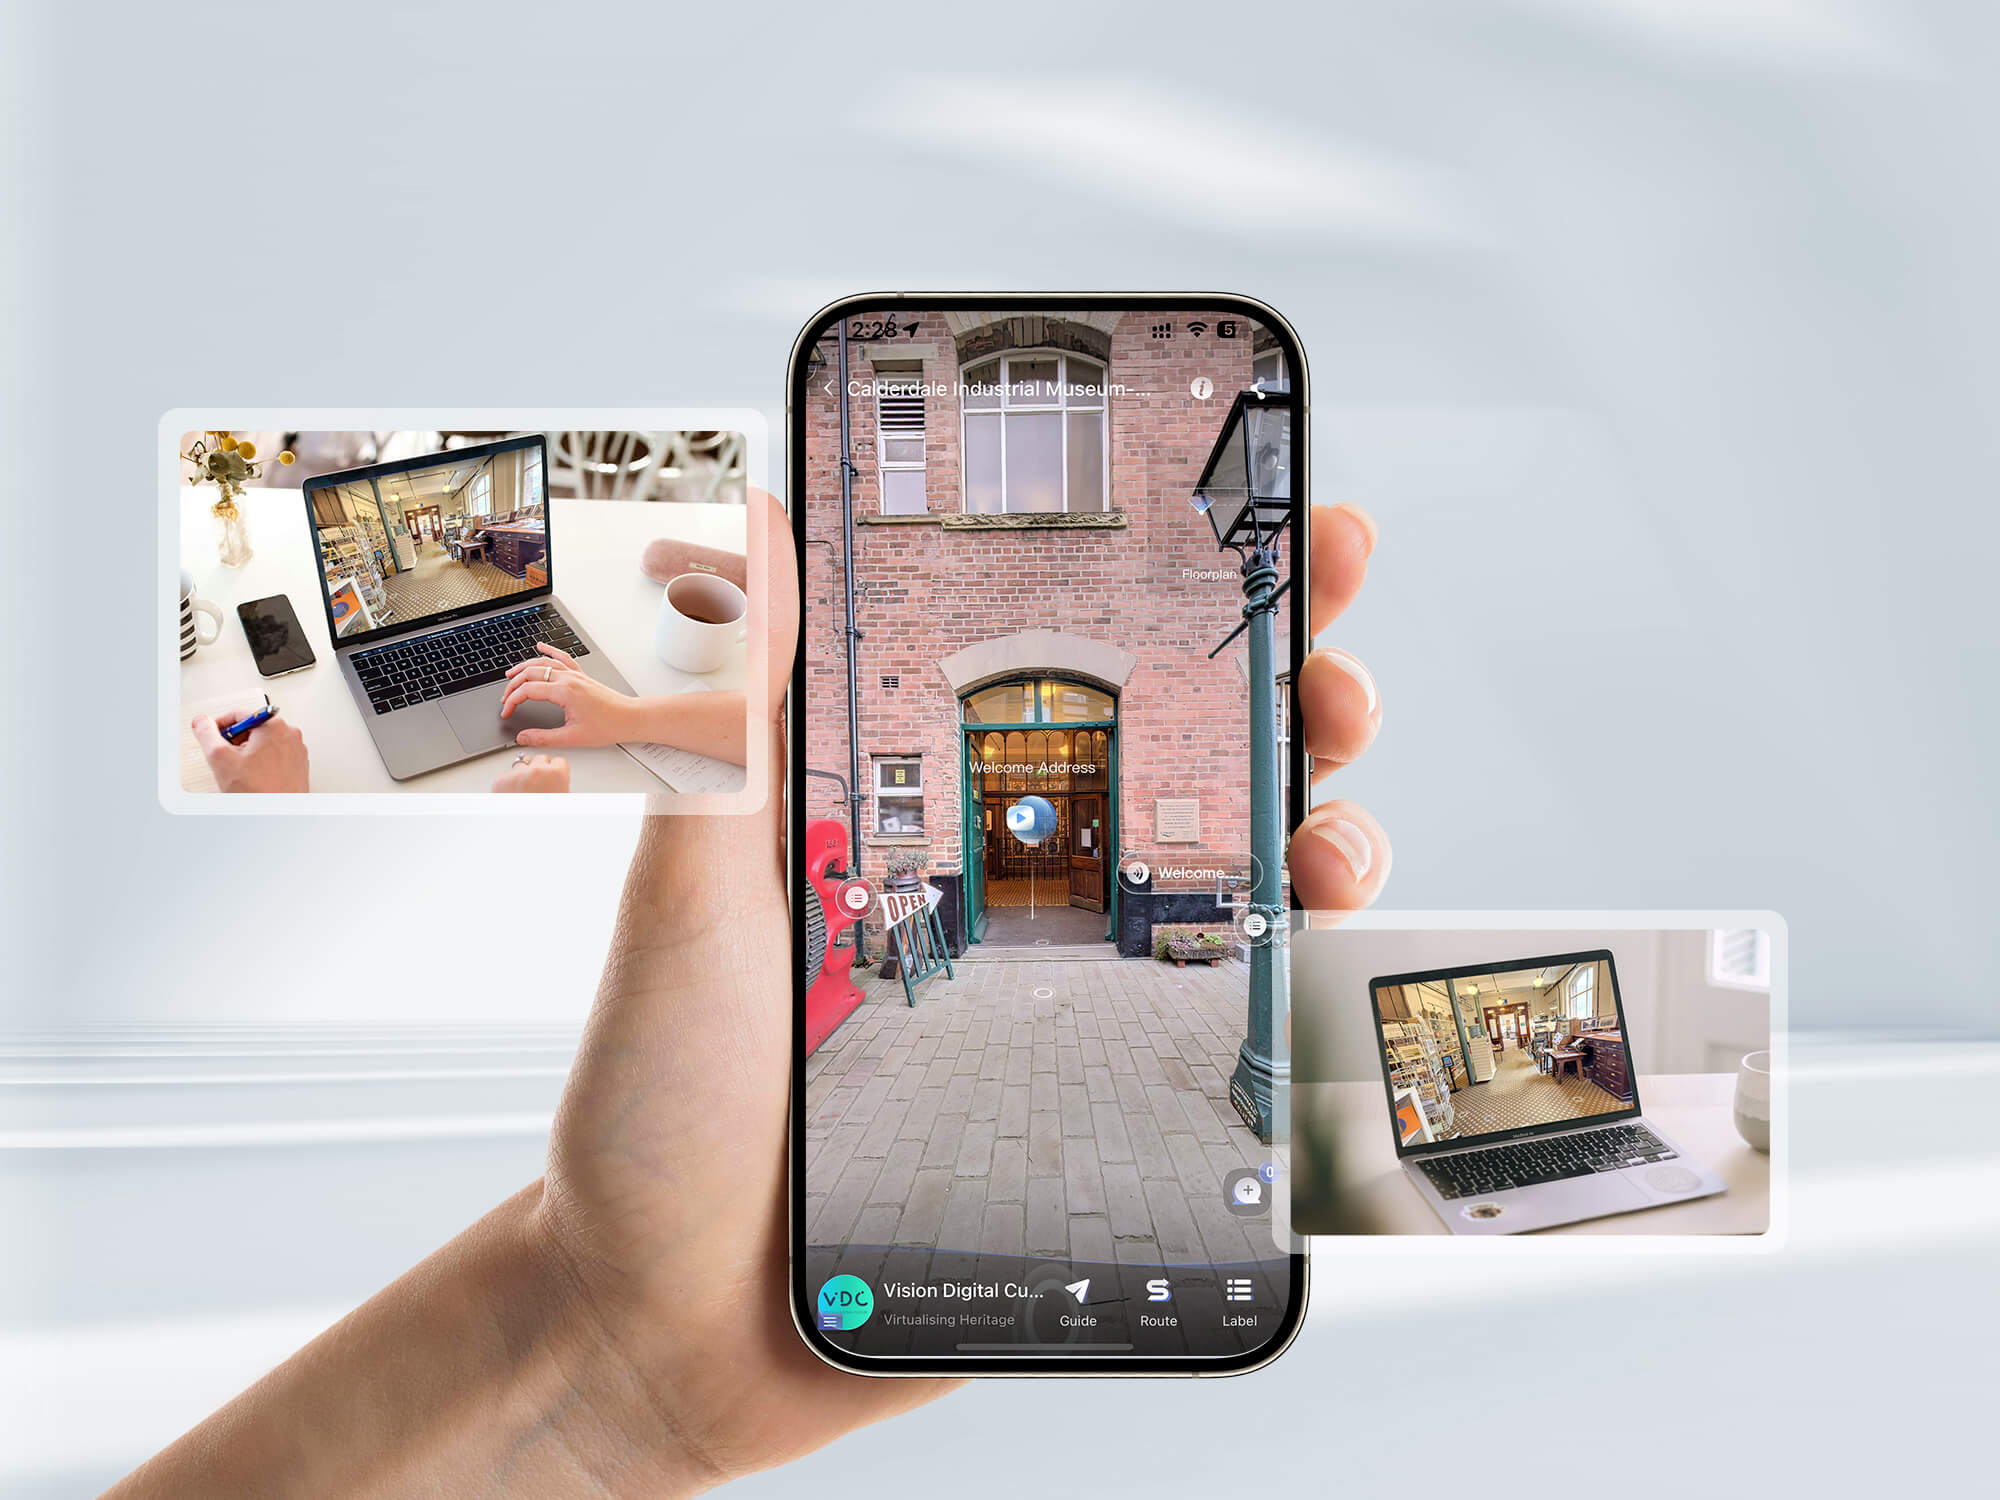 2:28
5
Calderdale Industrial Museum-...
Floorplan
Welcome Address
Welcome...
OPEN
0
VDC
Vision Digital Cu...
Virtualising Heritage
Guide
Route
Label